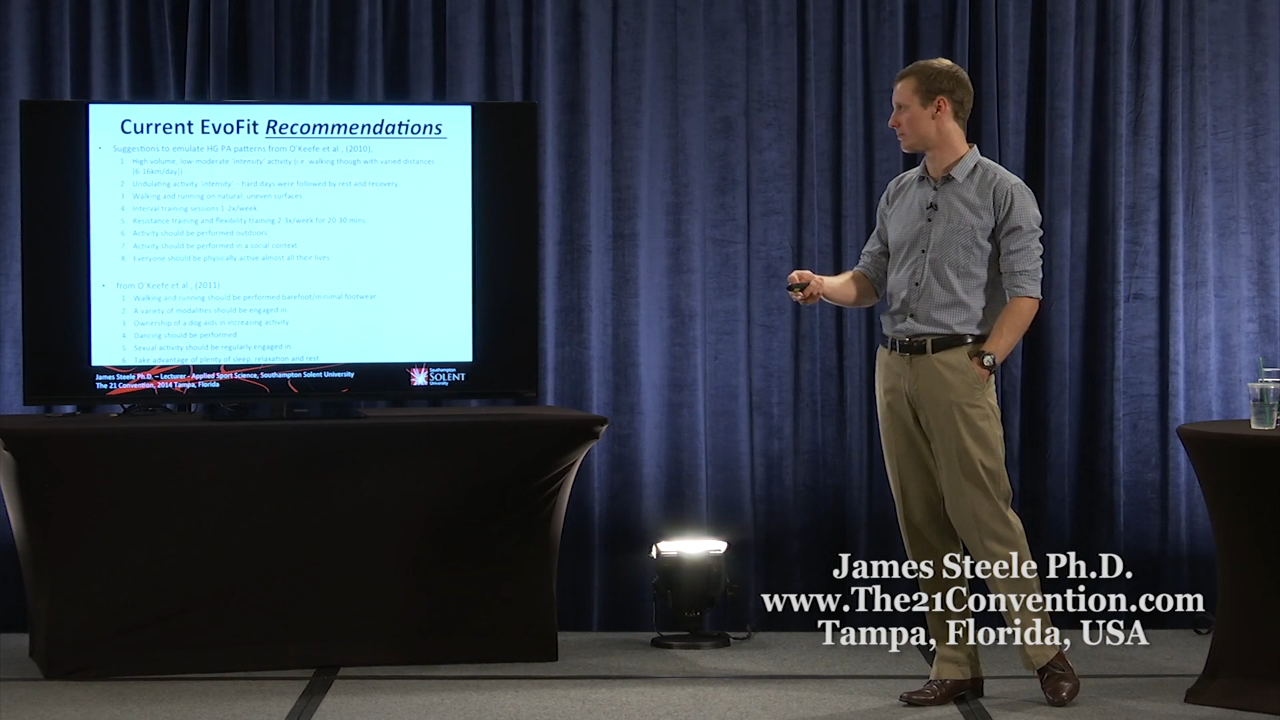 Current EvoFit Recommendations
• Suggestions to emulate HG PA patterns from O'Keefe et al., (2010),
1. High volume, low-moderate 'intensity' activity (i.e. walking though with varied distances
[6-16km/day])
2. Undulating activity 'intensity' - hard days were followed by rest and recovery
3. Walking and running on natural, uneven surfaces
4. Interval training sessions 1-2x/week
5. Resistance training and flexibility training 2-3x/week for 20-30 mins
6. Activity should be performed outdoors
7. Activity should be performed in a social context
8. Everyone should be physically active almost all their lives
• from O'Keefe et al., (2011)
1. Walking and running should be performed barefoot/minimal footwear
2. A variety of modalities should be engaged in
3. Ownership of a dog aids in increasing activity
4. Dancing should be performed
5. Sexual activity should be regularly engaged in
6. Take advantage of plenty of sleep, relaxation and rest
James Steele Ph.D. – Lecturer - Applied Sport Science, Southampton Solent University
The 21 Convention, 2014 Tampa, Florida
Southampton
SOLENT
University
James Steele Ph.D.
www.The21Convention.com
Tampa, Florida, USA